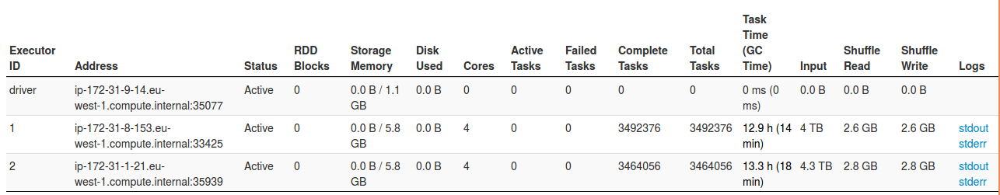 Executor ID Address Status RDD Blocks Storage Memory Disk Used Cores Active Tasks Failed Tasks Complete Tasks Total Tasks Task Time (GC Time) Input Shuffle Read Shuffle Write Logs
driver ip-172-31-9-14.eu-west-1.compute.internal:35077 Active 0 0.0 B / 1.1 GB 0.0 B 0 0 0 0 0 0 ms (0 ms) 0.0 B 0.0 B 0.0 B
1 ip-172-31-8-153.eu-west-1.compute.internal:33425 Active 0 0.0 B / 5.8 GB 0.0 B 4 0 0 3492376 3492376 12.9 h (14 min) 4 TB 2.6 GB 2.6 GB stdout stderr
2 ip-172-31-1-21.eu-west-1.compute.internal:35939 Active 0 0.0 B / 5.8 GB 0.0 B 4 0 0 3464056 3464056 13.3 h (18 min) 4.3 TB 2.8 GB 2.8 GB stdout stderr